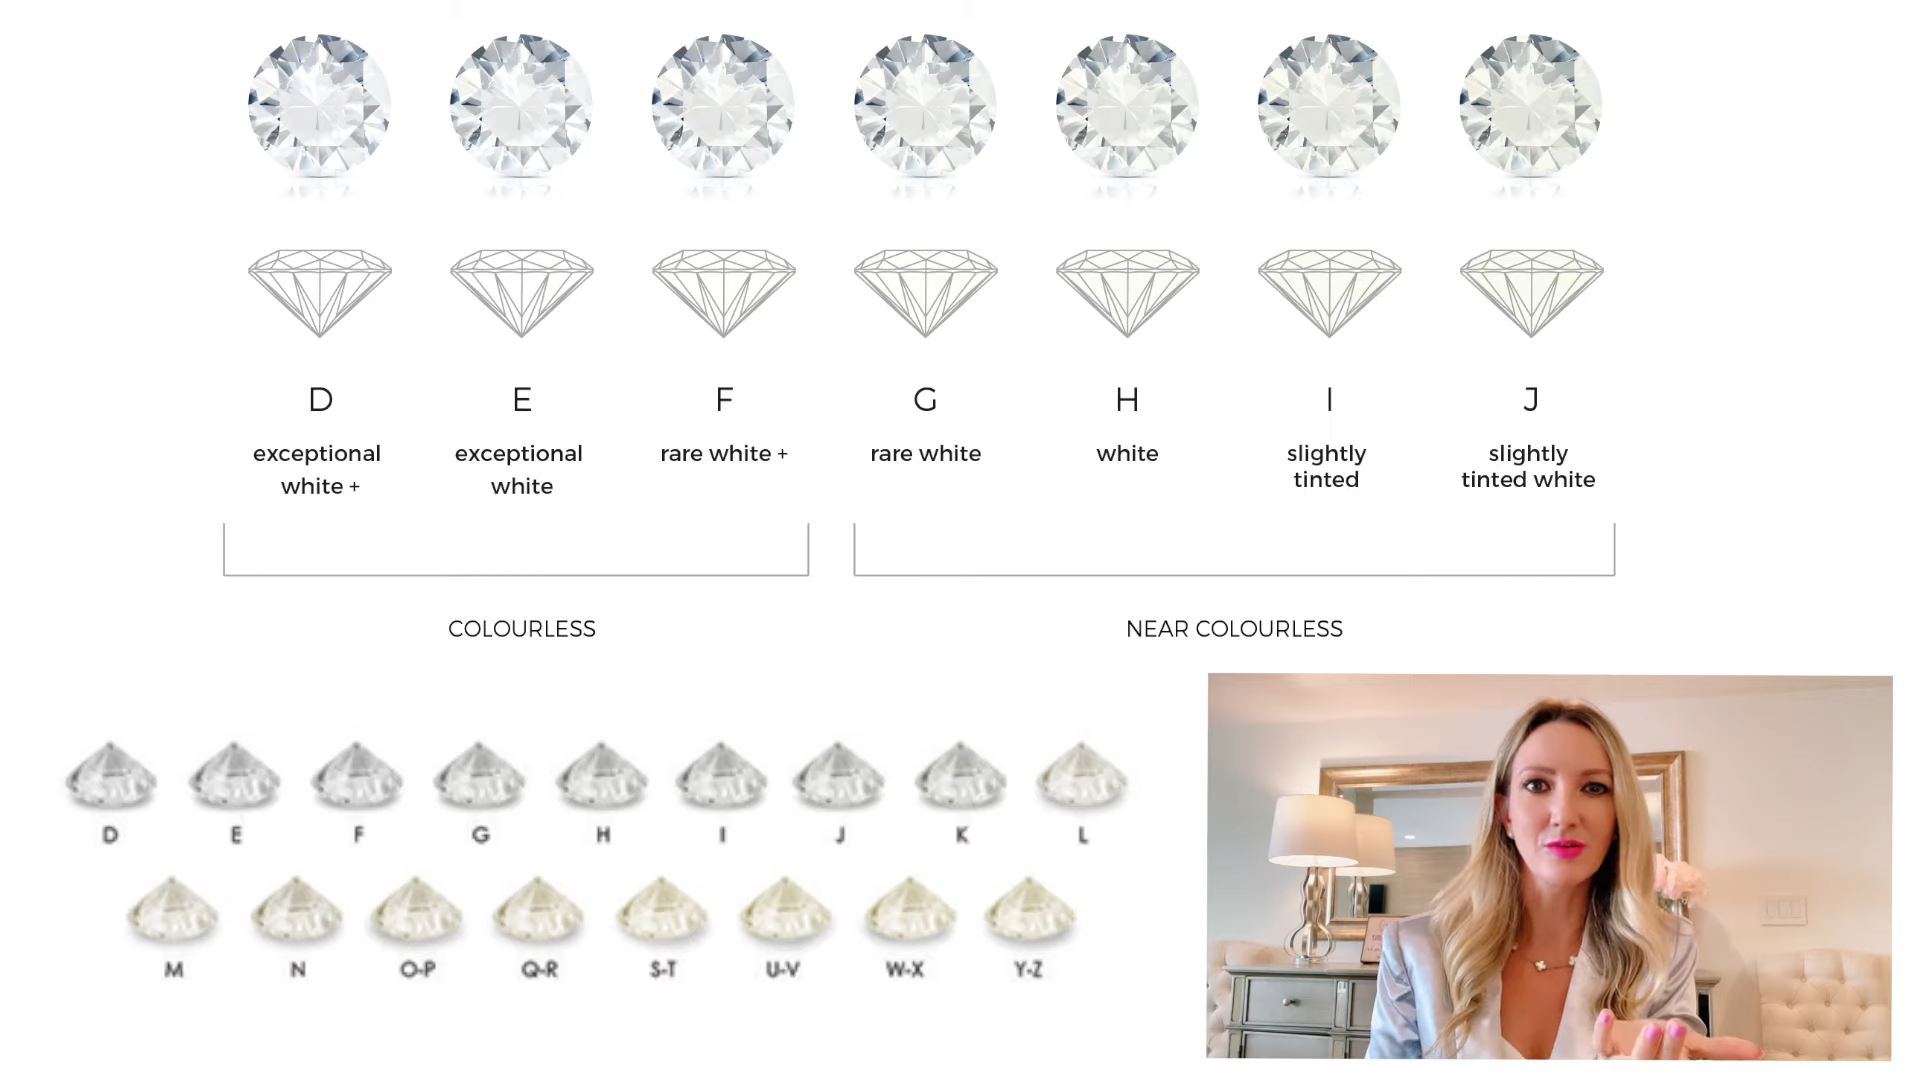 D
E
F
G
H
I
J
exceptional
white +
exceptional
white
rare white +
rare white
white
slightly
tinted
slightly
tinted white
COLOURLESS
NEAR COLOURLESS
D
E
F
G
H
I
J
K
L
M
N
O-P
Q-R
S-T
U-V
W-X
Y-Z